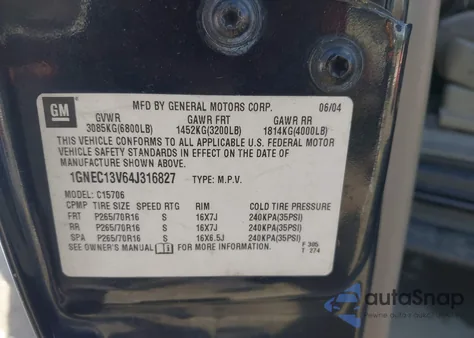 GM
MFD BY GENERAL MOTORS CORP. 06/04
GVWR GAWR FRT GAWR RR
3085KG(6800LB) 1452KG(3200LB) 1814KG(4000LB)
THIS VEHICLE CONFORMS TO ALL APPLICABLE U.S. FEDERAL MOTOR
VEHICLE SAFETY STANDARDS IN EFFECT ON THE DATE OF
MANUFACTURE SHOWN ABOVE.
1GNEC13V64J316827 TYPE: M.P.V.
MODEL: C15706
CPMP TIRE SIZE SPEED RTG RIM COLD TIRE PRESSURE
FRT P265/70R16 S 16X7J 240KPA(35PSI)
RR P265/70R16 S 16X7J 240KPA(35PSI)
SPA P265/70R16 S 16X6.5J 240KPA(35PSI)
SEE OWNER'S MANUAL FOR MORE INFORMATION.
F 305
T 274
autoSnap